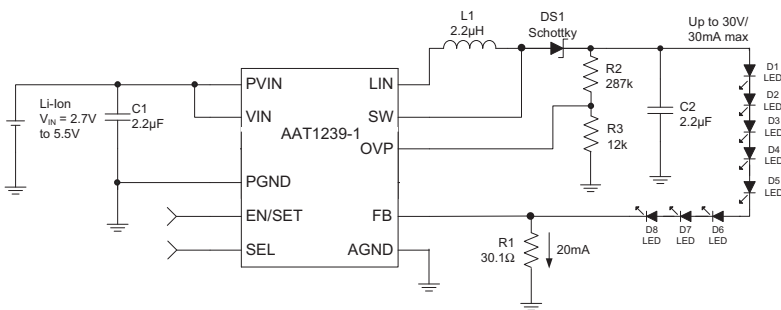 L1
2.2µH
DS1
Schottky
Up to 30V/
30mA max
Li-Ion
VIN = 2.7V
to 5.5V
C1
2.2µF
PVIN
VIN
PGND
EN/SET
SEL
AAT1239-1
LIN
SW
OVP
FB
AGND
R2
287k
R3
12k
C2
2.2µF
D1
LED
D2
LED
D3
LED
D4
LED
D5
LED
D8
LED
D7
LED
D6
LED
R1
30.1Ω
20mA